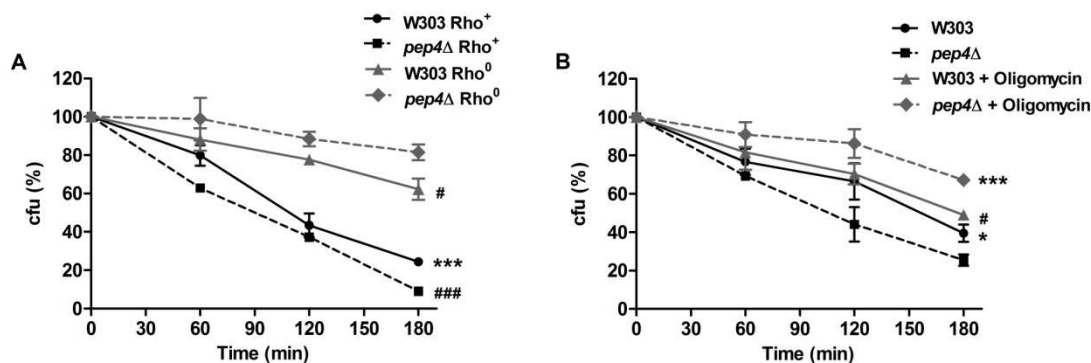 A
W303 Rho⁺
pep4Δ Rho⁺
W303 Rho⁰
pep4Δ Rho⁰
120
100
80
60
40
20
0
cfu (%)
#
***
###
0 30 60 90 120 150 180
Time (min)
B
W303
pep4Δ
W303 + Oligomycin
pep4Δ + Oligomycin
120
100
80
60
40
20
0
cfu (%)
***
#
*
0 30 60 90 120 150 180
Time (min)